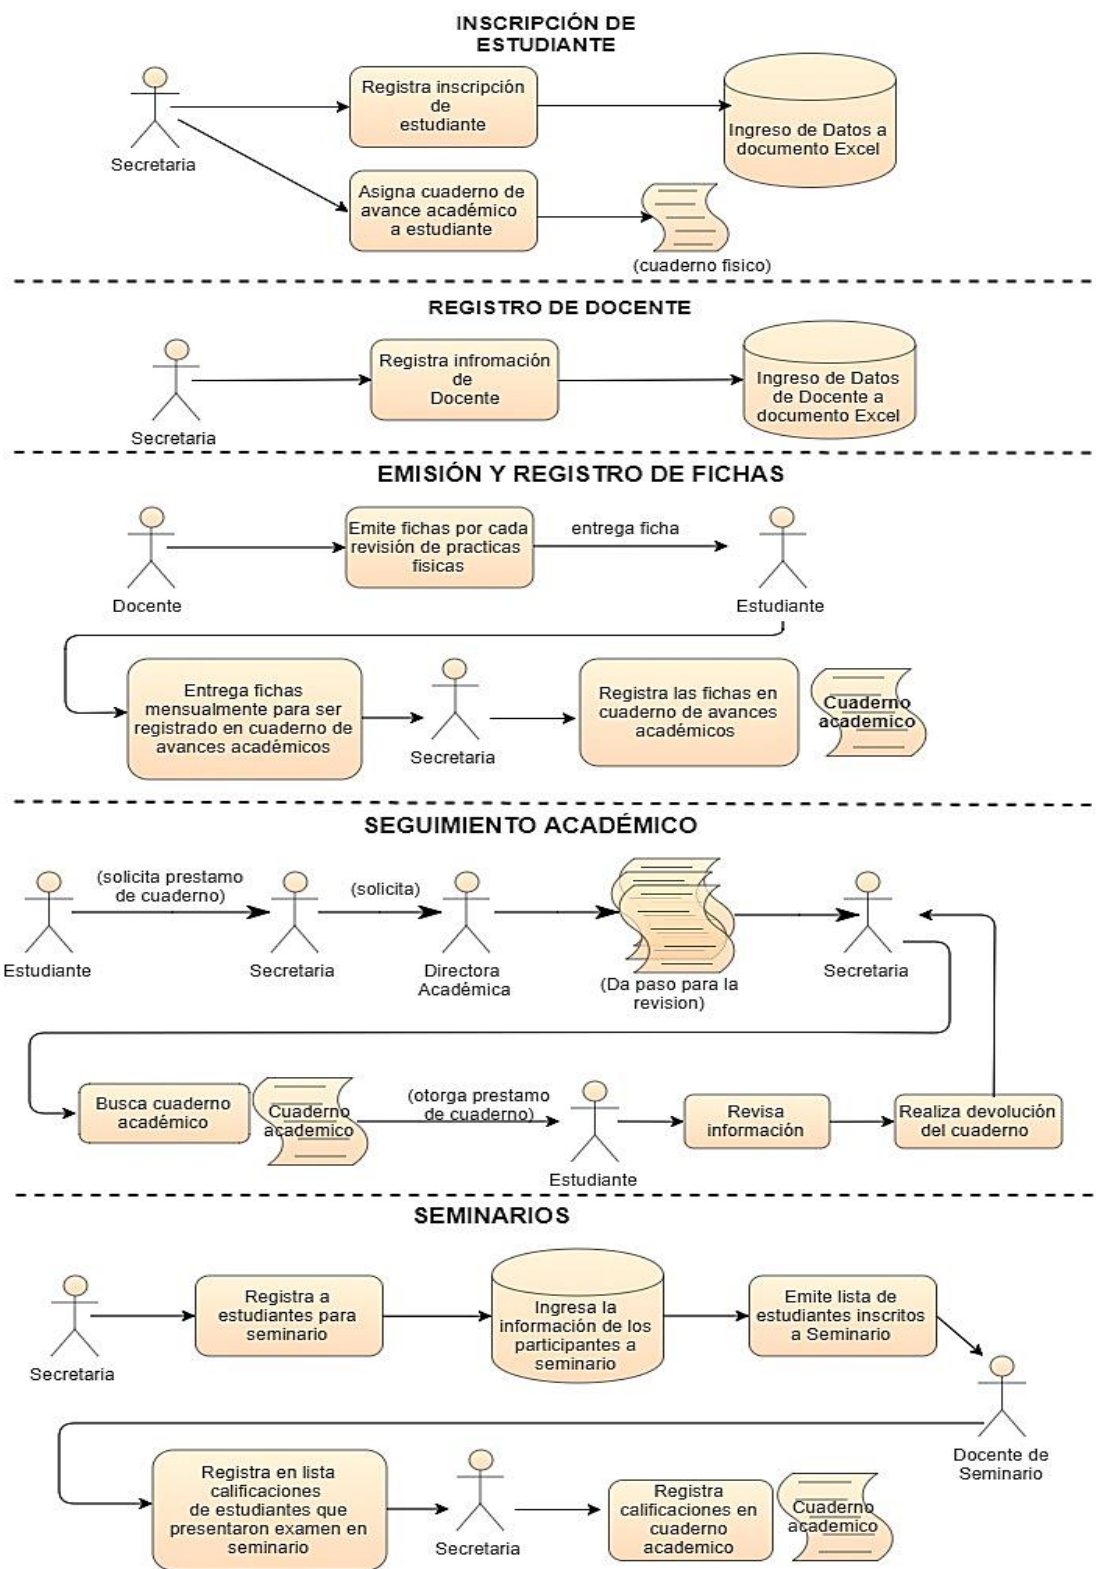 INSCRIPCIÓN DE
ESTUDIANTE
Secretaria
Registra inscripción
de
estudiante
Ingreso de Datos a
documento Excel
Asigna cuaderno de
avance académico
a estudiante
(cuaderno fisico)
REGISTRO DE DOCENTE
Secretaria
Registra infromación
de
Docente
Ingreso de Datos
de Docente a
documento Excel
EMISIÓN Y REGISTRO DE FICHAS
Docente
Emite fichas por cada
revisión de practicas
fisicas
entrega ficha
Estudiante
Entrega fichas
mensualmente para ser
registrado en cuaderno de
avances académicos
Secretaria
Registra las fichas en
cuaderno de avances
académicos
Cuaderno
academico
SEGUIMIENTO ACADÉMICO
Estudiante
(solicita prestamo
de cuaderno)
Secretaria
(solicita)
Directora
Académica
(Da paso para la
revision)
Secretaria
Busca cuaderno
académico
Cuaderno
academico
(otorga prestamo
de cuaderno)
Estudiante
Revisa
información
Realiza devolución
del cuaderno
SEMINARIOS
Secretaria
Registra a
estudiantes para
seminario
Ingresa la
información de los
participantes a
seminario
Emite lista de
estudiantes inscritos
a Seminario
Docente de
Seminario
Registra en lista
calificaciones
de estudiantes que
presentaron examen en
seminario
Secretaria
Registra
calificaciones en
cuaderno
academico
Cuaderno
academico